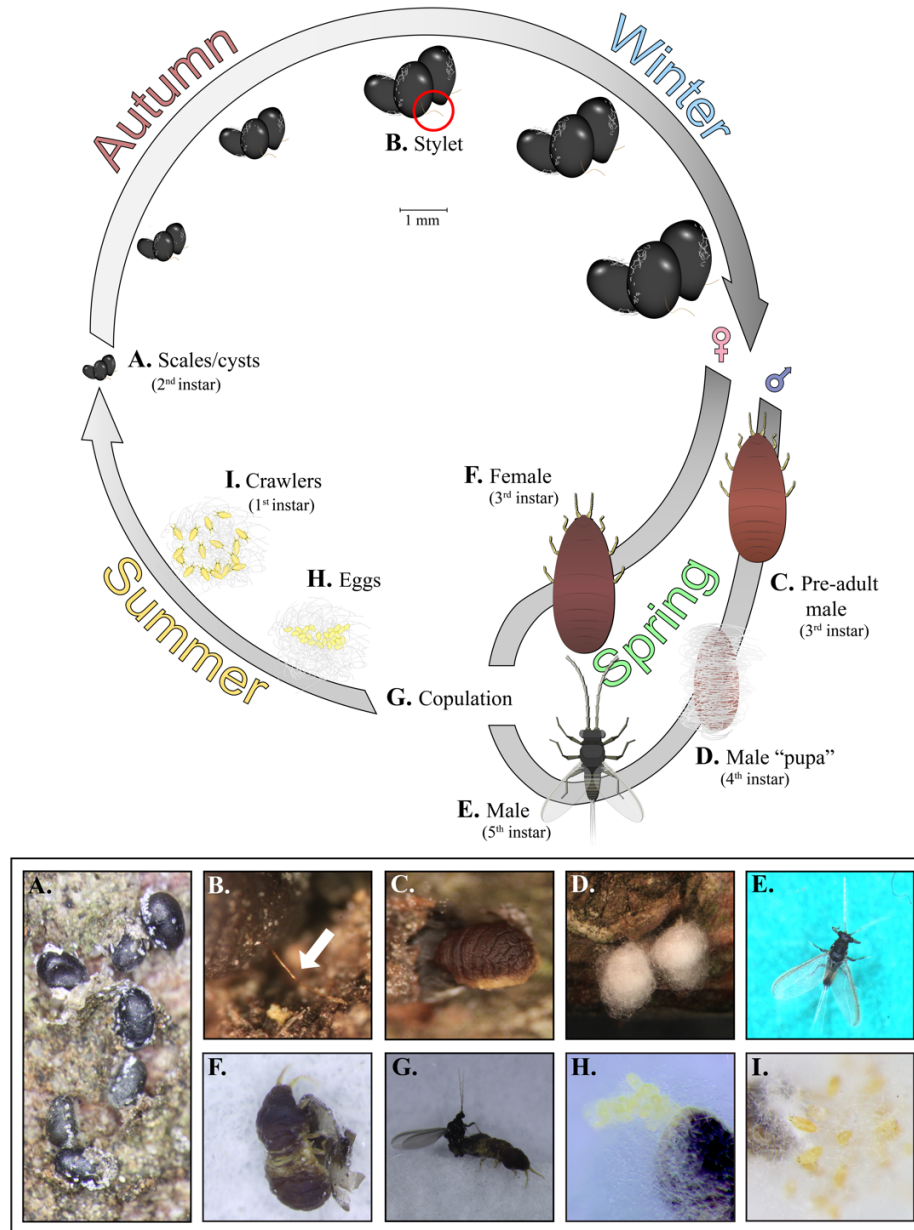 Autumn
Winter
B. Stylet
1 mm
A. Scales/cysts
(2nd instar)
♀
♂
F. Female
(3rd instar)
I. Crawlers
(1st instar)
H. Eggs
C. Pre-adult
male
(3rd instar)
Summer
Spring
G. Copulation
D. Male “pupa”
(4th instar)
E. Male
(5th instar)
A.
B.
C.
D.
E.
F.
G.
H.
I.